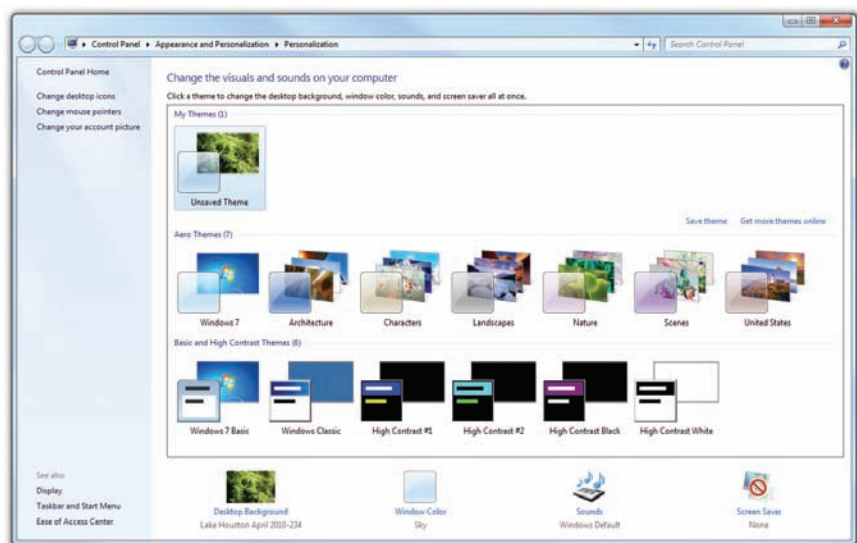 Control Panel ▸ Appearance and Personalization ▸ Personalization
Search Control Panel
Control Panel Home
Change desktop icons
Change mouse pointers
Change your account picture
Change the visuals and sounds on your computer
Click a theme to change the desktop background, window color, sounds, and screen saver all at once.
My Themes (1)
Unsaved Theme
Save theme Get more themes online
Aero Themes (7)
Windows 7 Architecture Characters Landscapes Nature Scenes United States
Basic and High Contrast Themes (6)
Windows 7 Basic Windows Classic High Contrast #1 High Contrast #2 High Contrast Black High Contrast White
See also
Display
Taskbar and Start Menu
Ease of Access Center
Desktop Background Window Color Sounds Screen Saver
Lake Houston April 2010-234 Sky Windows Default None